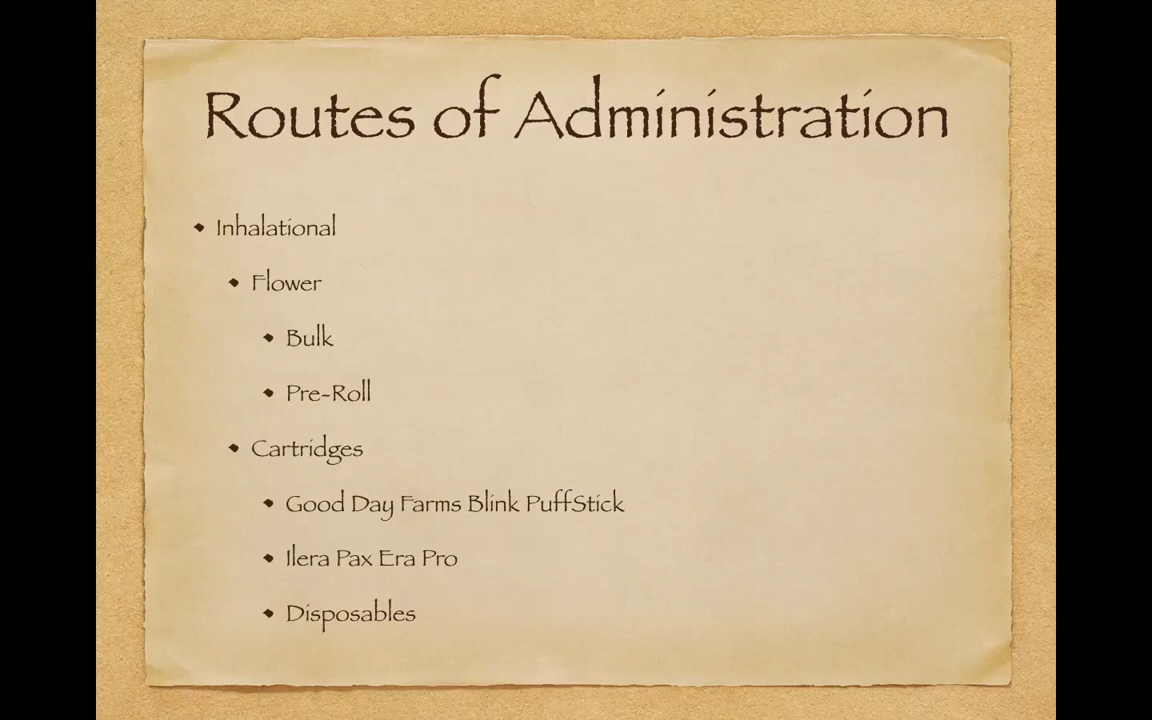 Routes of Administration
• Inhalational
• Flower
• Bulk
• Pre-Roll
• Cartridges
• Good Day Farms Blink PuffStick
• Ilera Pax Era Pro
• Disposables